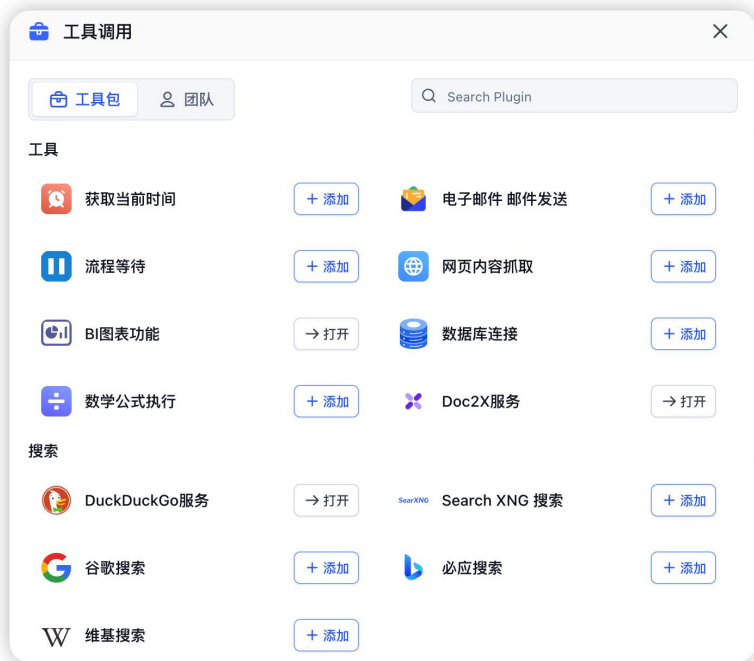 工具调用
工具包 团队 Search Plugin
工具
获取当前时间 + 添加 电子邮件 邮件发送 + 添加
流程等待 + 添加 网页内容抓取 + 添加
BI图表功能 → 打开 数据库连接 + 添加
数学公式执行 + 添加 Doc2X服务 → 打开
搜索
DuckDuckGo服务 → 打开 SearXNG Search XNG 搜索 + 添加
谷歌搜索 + 添加 必应搜索 + 添加
W 维基搜索 + 添加